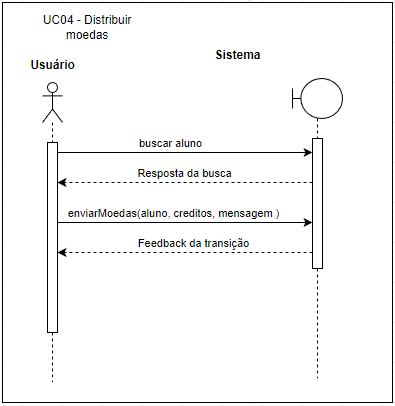 UC04 - Distribuir
moedas
Sistema
Usuário
buscar aluno
Resposta da busca
enviarMoedas(aluno, creditos, mensagem )
Feedback da transição